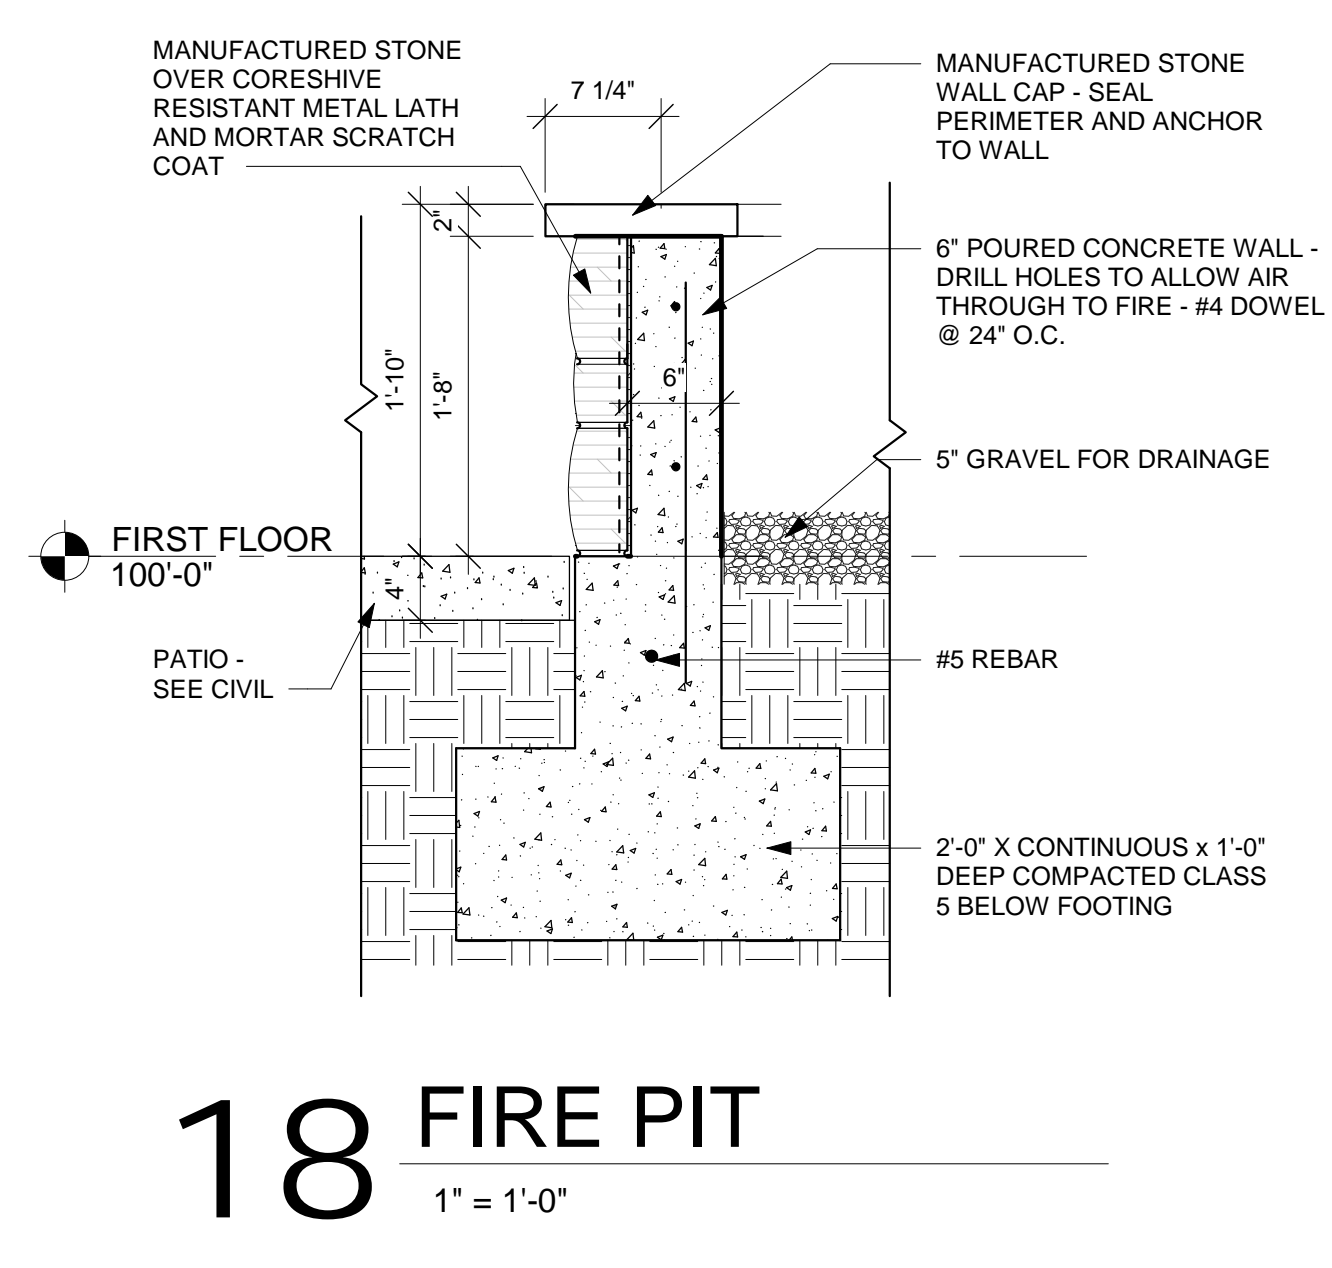 MANUFACTURED STONE
OVER CORESHIVE
RESISTANT METAL LATH
AND MORTAR SCRATCH
COAT
7 1/4"
MANUFACTURED STONE
WALL CAP - SEAL
PERIMETER AND ANCHOR
TO WALL
2"
6" POURED CONCRETE WALL -
DRILL HOLES TO ALLOW AIR
THROUGH TO FIRE - #4 DOWEL
@ 24" O.C.
1'-10"
1'-8"
6"
5" GRAVEL FOR DRAINAGE
FIRST FLOOR
100'-0"
4"
PATIO -
SEE CIVIL
#5 REBAR
2'-0" X CONTINUOUS x 1'-0"
DEEP COMPACTED CLASS
5 BELOW FOOTING
18
FIRE PIT
1" = 1'-0"